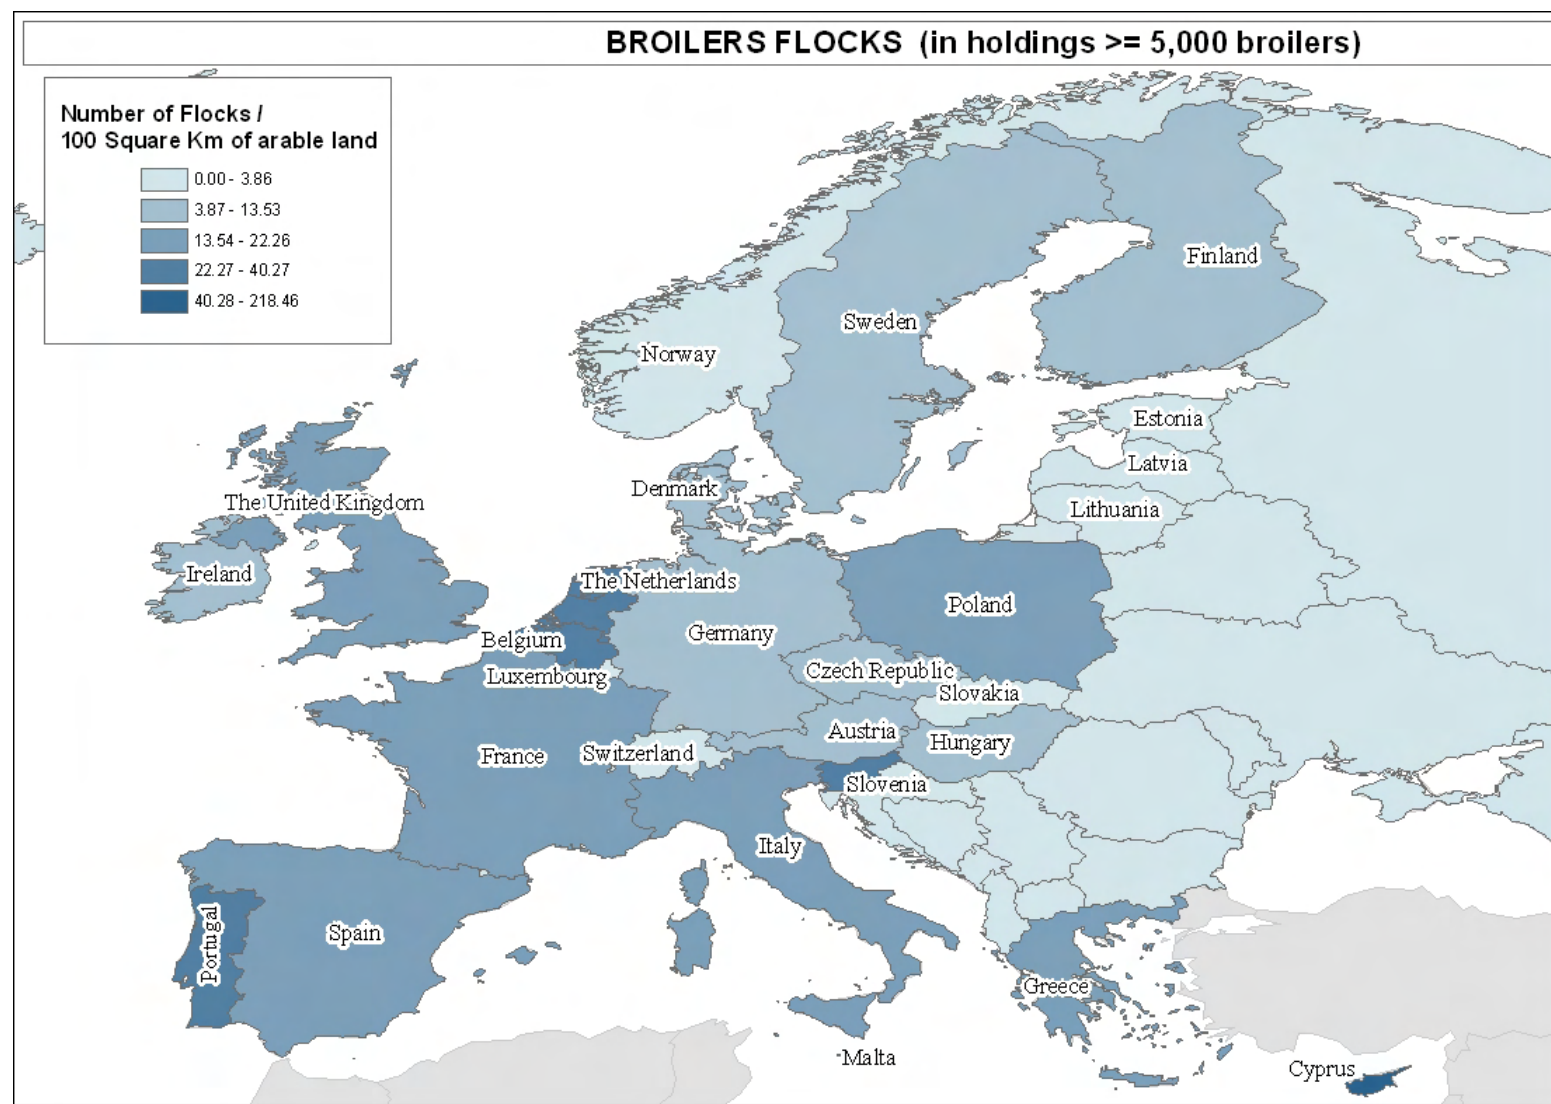 BROILERS FLOCKS (in holdings >= 5,000 broilers)
Number of Flocks /
100 Square Km of arable land
0.00 - 3.86
3.87 - 13.53
13.54 - 22.26
22.27 - 40.27
40.28 - 218.46
Finland
Sweden
Norway
Estonia
Latvia
Denmark
The United Kingdom
Lithuania
Ireland
The Netherlands
Poland
Germany
Belgium
Czech Republic
Luxembourg
Slovakia
Austria
Hungary
France
Switzerland
Slovenia
Italy
Portugal
Spain
Greece
Malta
Cyprus